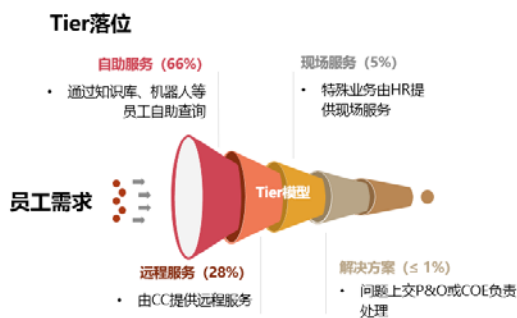 Tier落位
自助服务（66%）
• 通过知识库、机器人等
员工自助查询
现场服务（5%）
• 特殊业务由HR提
供现场服务
员工需求
Tier模型
远程服务（28%）
• 由CC提供远程服务
解决方案（≤ 1%）
• 问题上交P&O或COE负责
处理